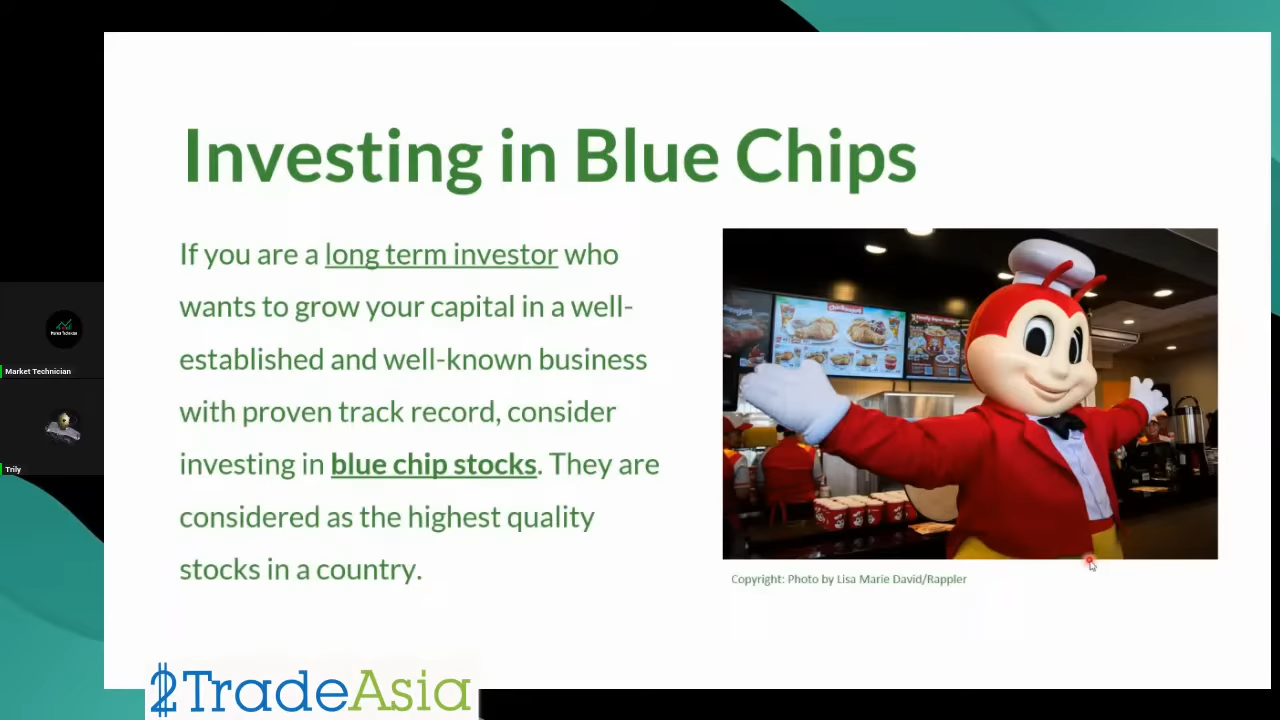 Investing in Blue Chips
If you are a long term investor who
wants to grow your capital in a well-
established and well-known business
with proven track record, consider
investing in blue chip stocks. They are
considered as the highest quality
stocks in a country.
Copyright: Photo by Lisa Marie David/Rappler
Market Technician
Trily
2TradeAsia